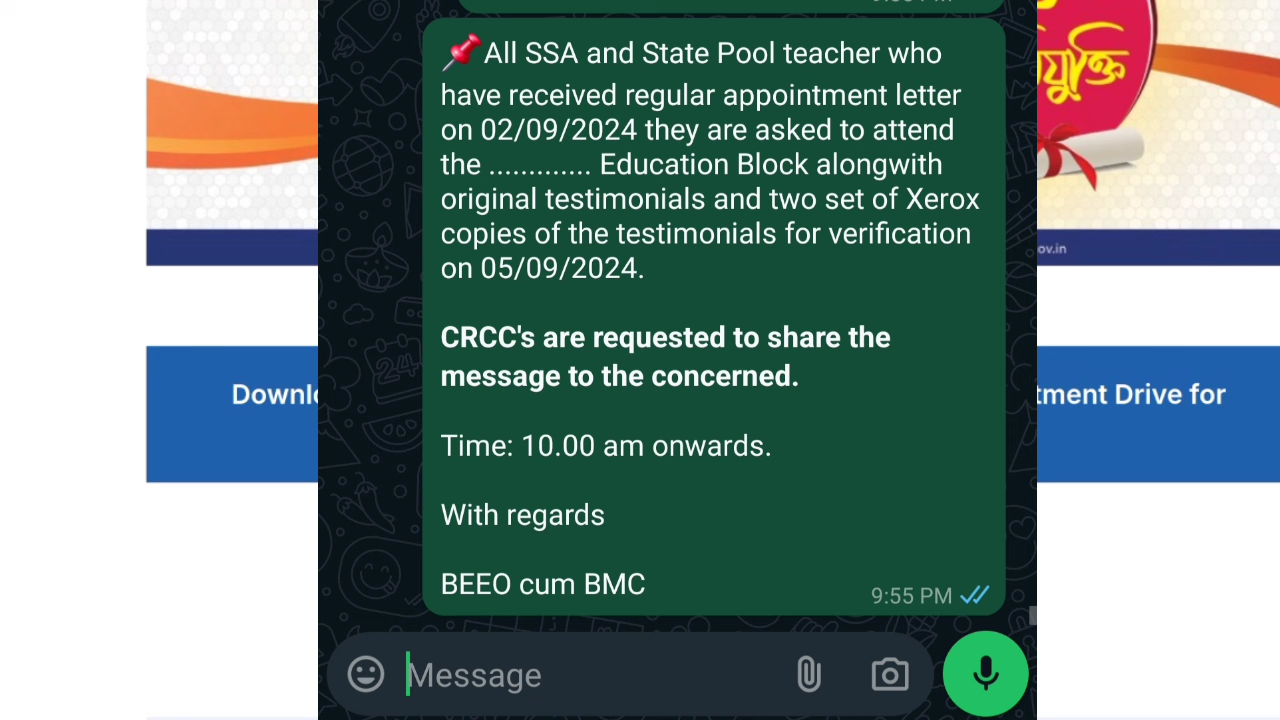 📌All SSA and State Pool teacher who
have received regular appointment letter
on 02/09/2024 they are asked to attend
the ............. Education Block alongwith
original testimonials and two set of Xerox
copies of the testimonials for verification
on 05/09/2024.
CRCC's are requested to share the
message to the concerned.
Time: 10.00 am onwards.
With regards
BEEO cum BMC
9:55 PM
Message
ov.in
Downl
tment Drive for